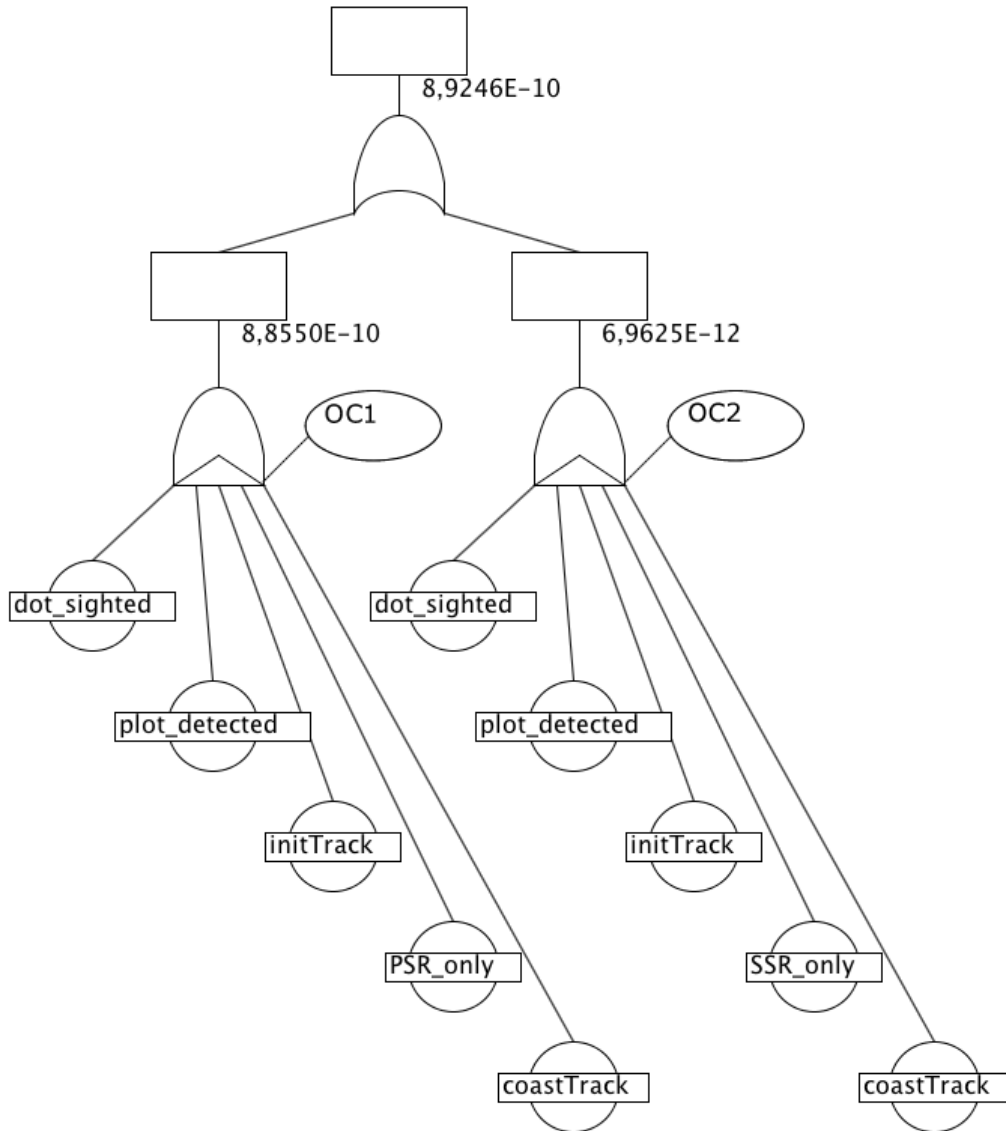 8,9246E-10
8,8550E-10
6,9625E-12
OC1
OC2
dot_sighted
dot_sighted
plot_detected
plot_detected
initTrack
initTrack
PSR_only
SSR_only
coastTrack
coastTrack